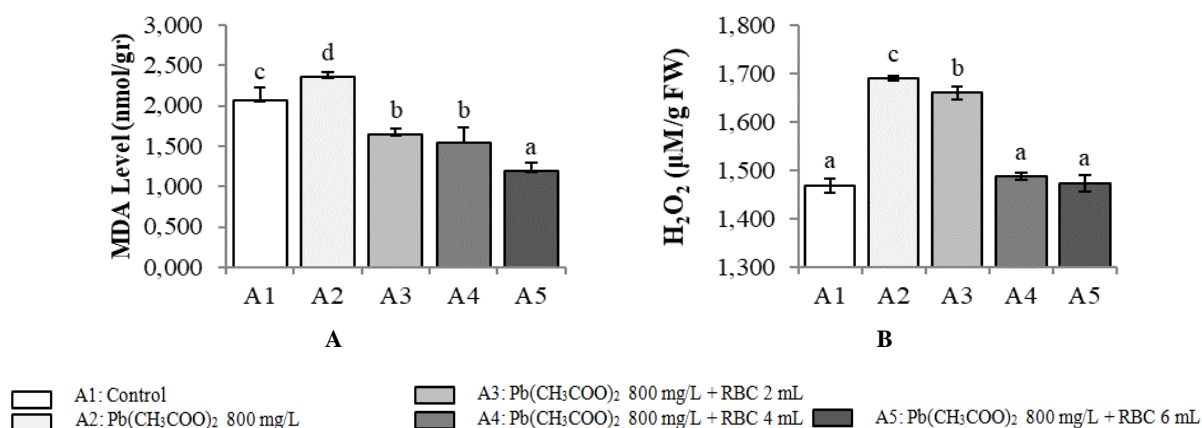 MDA Level (nmol/gr)
3,000
2,500
2,000
1,500
1,000
0,500
0,000
c
d
b
b
a
A1 A2 A3 A4 A5
A
H₂O₂ (µM/g FW)
1,800
1,700
1,600
1,500
1,400
1,300
a
c
b
a
a
A1 A2 A3 A4 A5
B
A1: Control
A2: Pb(CH₃COO)₂ 800 mg/L
A3: Pb(CH₃COO)₂ 800 mg/L + RBC 2 mL
A4: Pb(CH₃COO)₂ 800 mg/L + RBC 4 mL
A5: Pb(CH₃COO)₂ 800 mg/L + RBC 6 mL